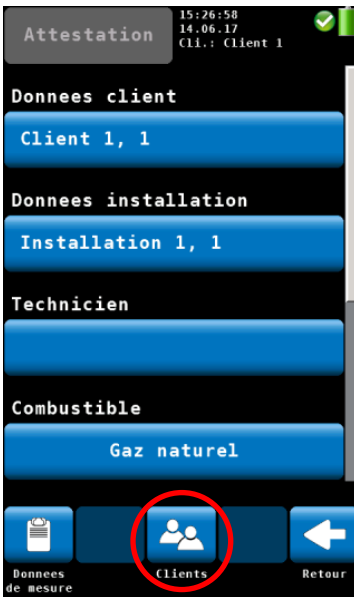 Attestation
15:26:58
14.06.17
Cli.: Client 1
Donnees client
Client 1, 1
Donnees installation
Installation 1, 1
Technicien
Combustible
Gaz naturel
Donnees
de mesure
Clients
Retour